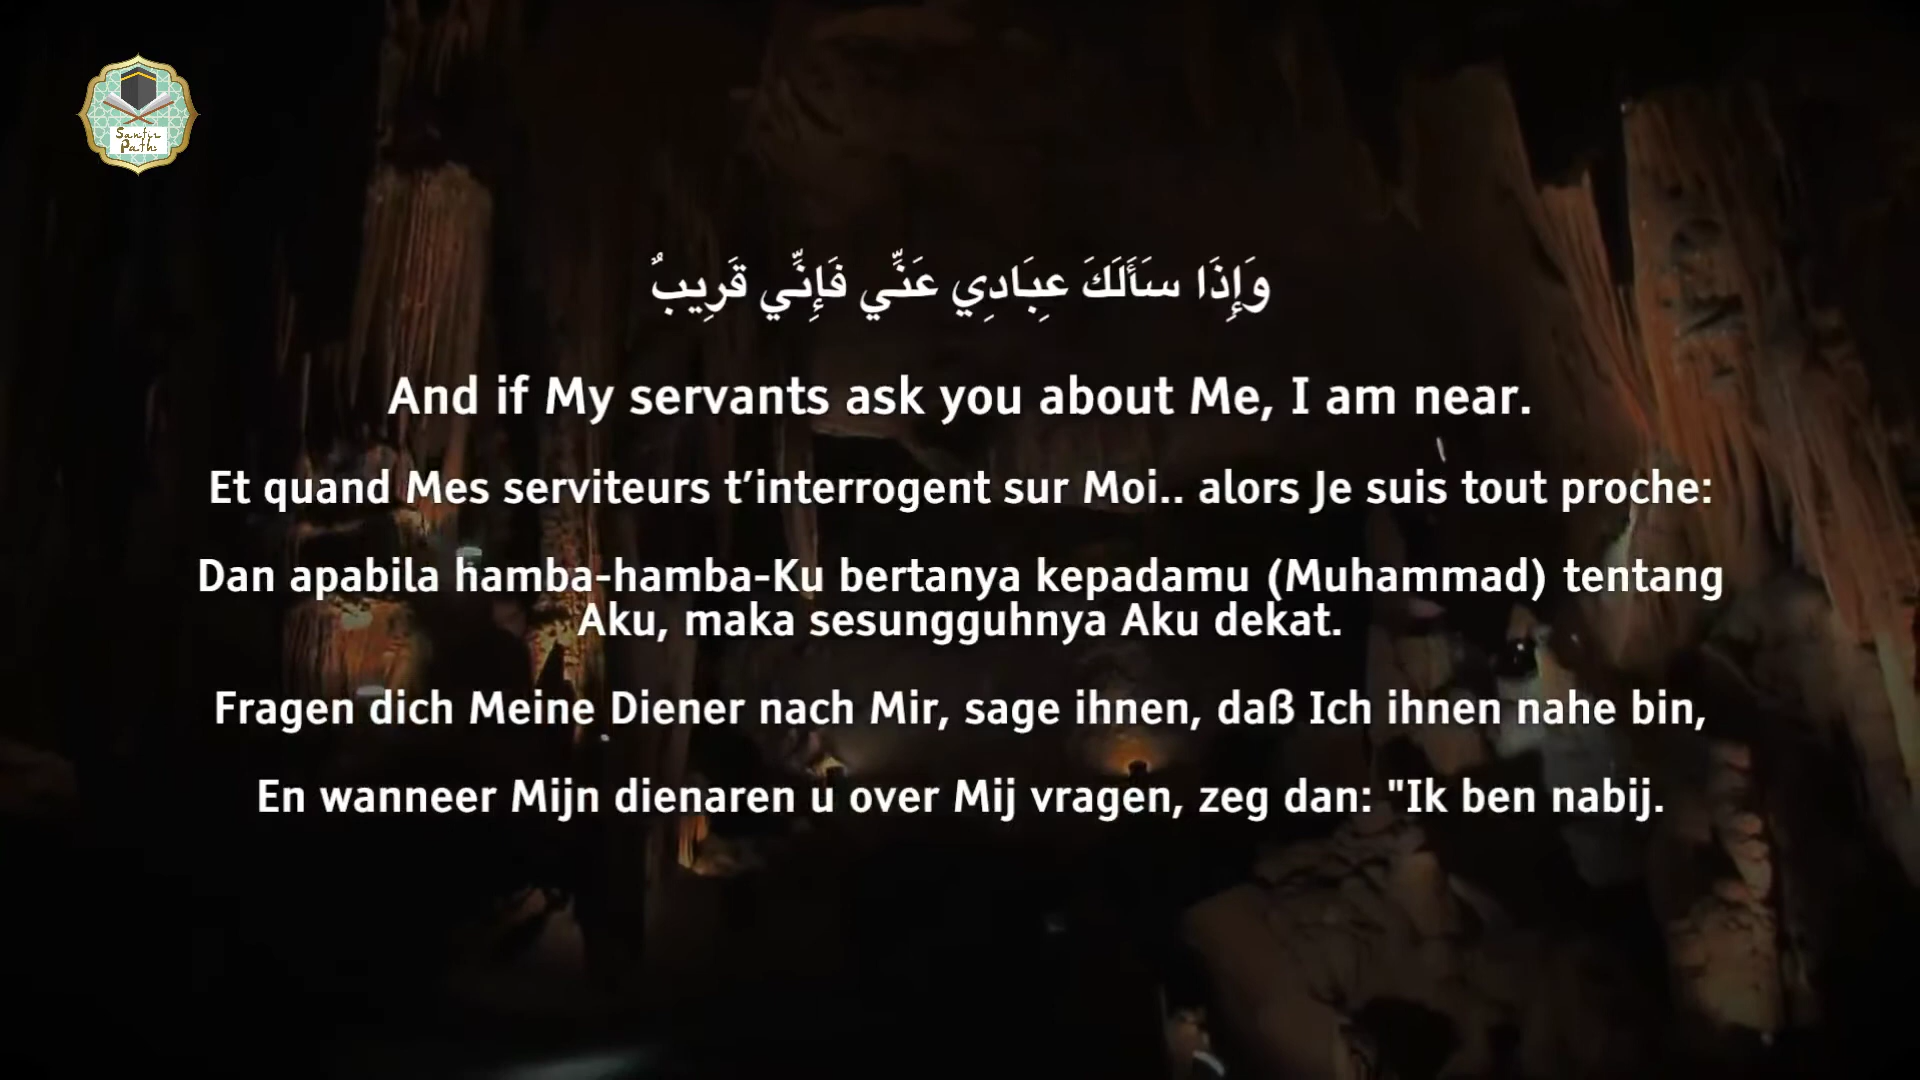 Sanfir
Path
وَإِذَا سَأَلَكَ عِبَادِي عَنِّي فَإِنِّي قَرِيبٌ
And if My servants ask you about Me, I am near.
Et quand Mes serviteurs t’interrogent sur Moi.. alors Je suis tout proche:
Dan apabila hamba-hamba-Ku bertanya kepadamu (Muhammad) tentang
Aku, maka sesungguhnya Aku dekat.
Fragen dich Meine Diener nach Mir, sage ihnen, daß Ich ihnen nahe bin,
En wanneer Mijn dienaren u over Mij vragen, zeg dan: "Ik ben nabij.